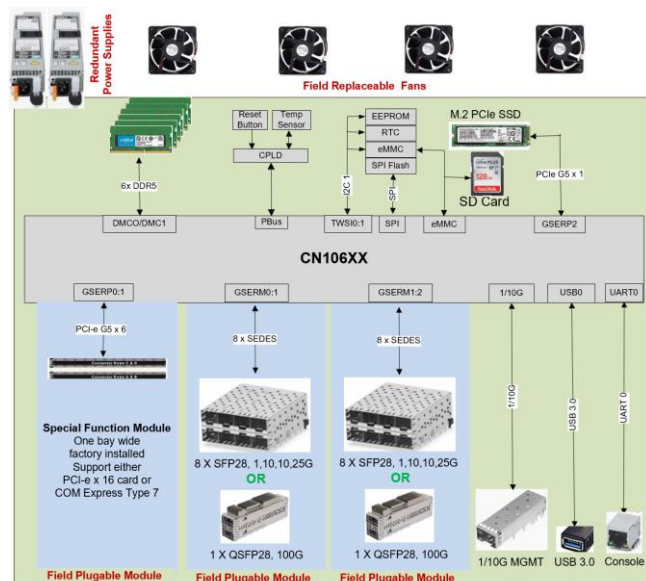 Redundant
Power Supplies
Field Replaceable Fans
Reset
Button
Temp
Sensor
CPLD
EEPROM
RTC
eMMC
SPI Flash
M.2 PCIe SSD
SD Card
6x DDR5
I2C 1
SPI
PCIe G5 x 1
DMCO/DMC1
PBus
TWSI0:1
SPI
eMMC
GSERP2
CN106XX
GSERP0:1
GSERM0:1
GSERM1:2
1/10G
USB0
UART0
PCI-e G5 x 6
8 x SEDES
8 x SEDES
1/10G
USB 3.0
UART 0
Connector Rows C & D
Connector Rows A & B
Special Function Module
One bay wide
factory installed
Support either
PCI-e x 16 card or
COM Express Type 7
8 X SFP28, 1,10,10,25G
OR
1 X QSFP28, 100G
8 X SFP28, 1,10,10,25G
OR
1 X QSFP28, 100G
1/10G MGMT
USB 3.0
Console
Field Plugable Module
Field Plugable Module
Field Plugable Module